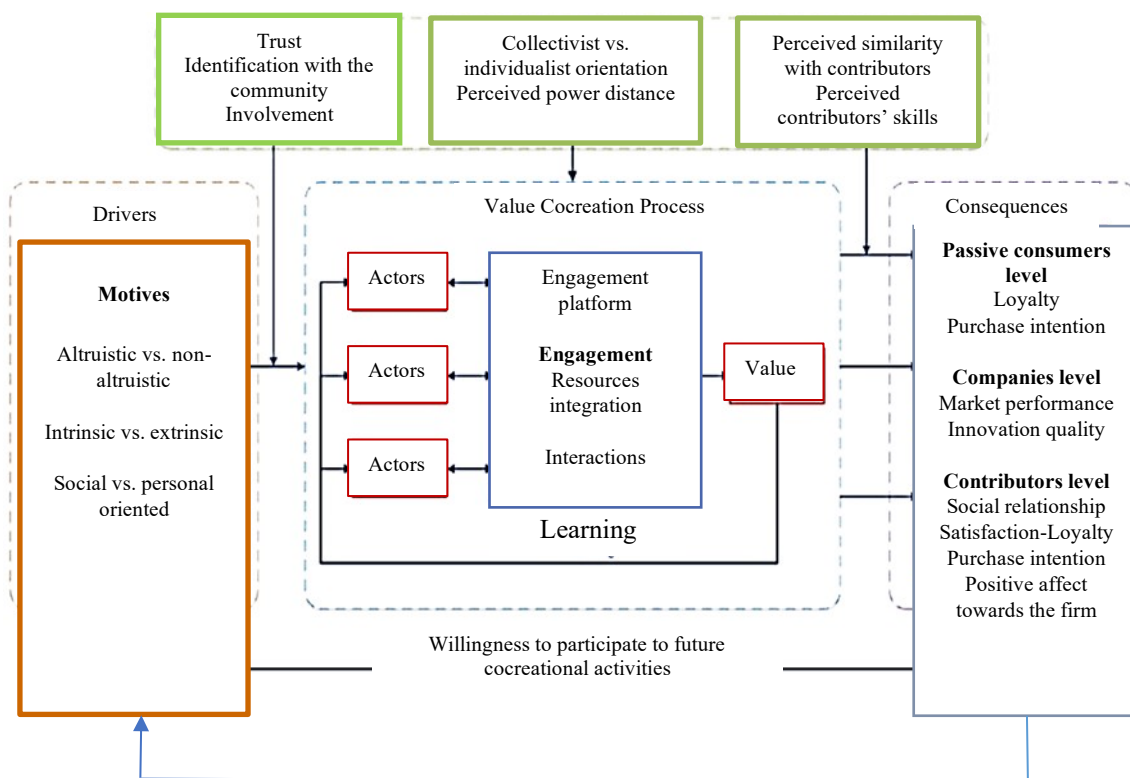 Trust
Identification with the
community
Involvement
Collectivist vs.
individualist orientation
Perceived power distance
Perceived similarity
with contributors
Perceived
contributors’ skills
Drivers
Motives
Altruistic vs. non-
altruistic
Intrinsic vs. extrinsic
Social vs. personal
oriented
Value Cocreation Process
Actors
Actors
Actors
Engagement
platform
Engagement
Resources
integration
Interactions
Learning
Value
Consequences
Passive consumers
level
Loyalty
Purchase intention
Companies level
Market performance
Innovation quality
Contributors level
Social relationship
Satisfaction-Loyalty
Purchase intention
Positive affect
towards the firm
Willingness to participate to future
cocreational activities